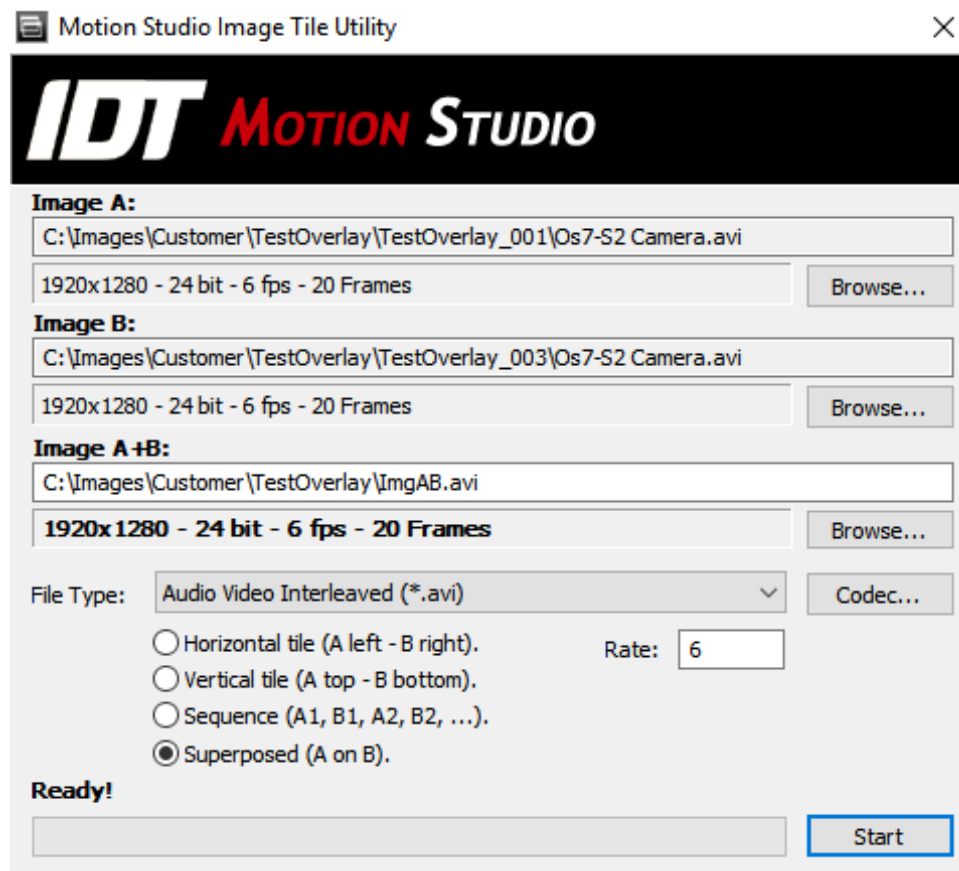 Motion Studio Image Tile Utility
IDT MOTION STUDIO
Image A:
C:\Images\Customer\TestOverlay\TestOverlay_001\Os7-S2 Camera.avi
1920x1280 - 24 bit - 6 fps - 20 Frames
Browse...
Image B:
C:\Images\Customer\TestOverlay\TestOverlay_003\Os7-S2 Camera.avi
1920x1280 - 24 bit - 6 fps - 20 Frames
Browse...
Image A+B:
C:\Images\Customer\TestOverlay\ImgAB.avi
1920x1280 - 24 bit - 6 fps - 20 Frames
Browse...
File Type: Audio Video Interleaved (*.avi) Codec...
Horizontal tile (A left - B right). Rate: 6
Vertical tile (A top - B bottom).
Sequence (A1, B1, A2, B2, ...).
Superposed (A on B).
Ready!
Start